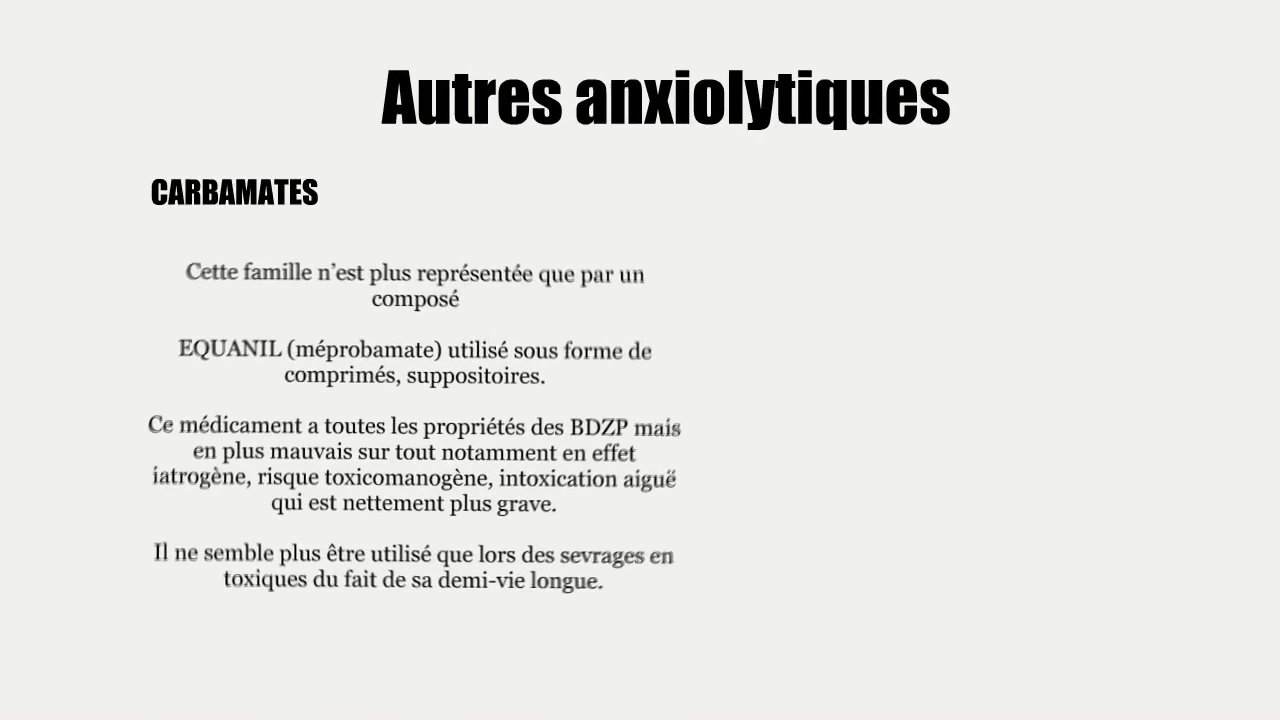 Autres anxiolytiques
CARBAMATES
Cette famille n’est plus représentée que par un
composé
EQUANIL (méprobamate) utilisé sous forme de
comprimés, suppositoires.
Ce médicament a toutes les propriétés des BDZP mais
en plus mauvais sur tout notamment en effet
iatrogène, risque toxicomanogène, intoxication aiguë
qui est nettement plus grave.
Il ne semble plus être utilisé que lors des sevrages en
toxiques du fait de sa demi-vie longue.